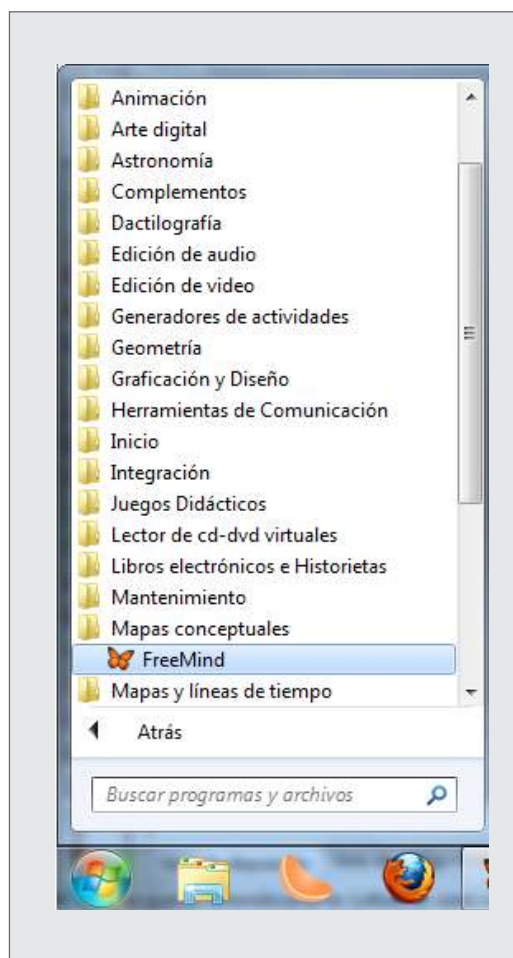 Animación
Arte digital
Astronomía
Complementos
Dactilografía
Edición de audio
Edición de video
Generadores de actividades
Geometría
Graficación y Diseño
Herramientas de Comunicación
Inicio
Integración
Juegos Didácticos
Lector de cd-dvd virtuales
Libros electrónicos e Historietas
Mantenimiento
Mapas conceptuales
FreeMind
Mapas y líneas de tiempo
Atrás
Buscar programas y archivos